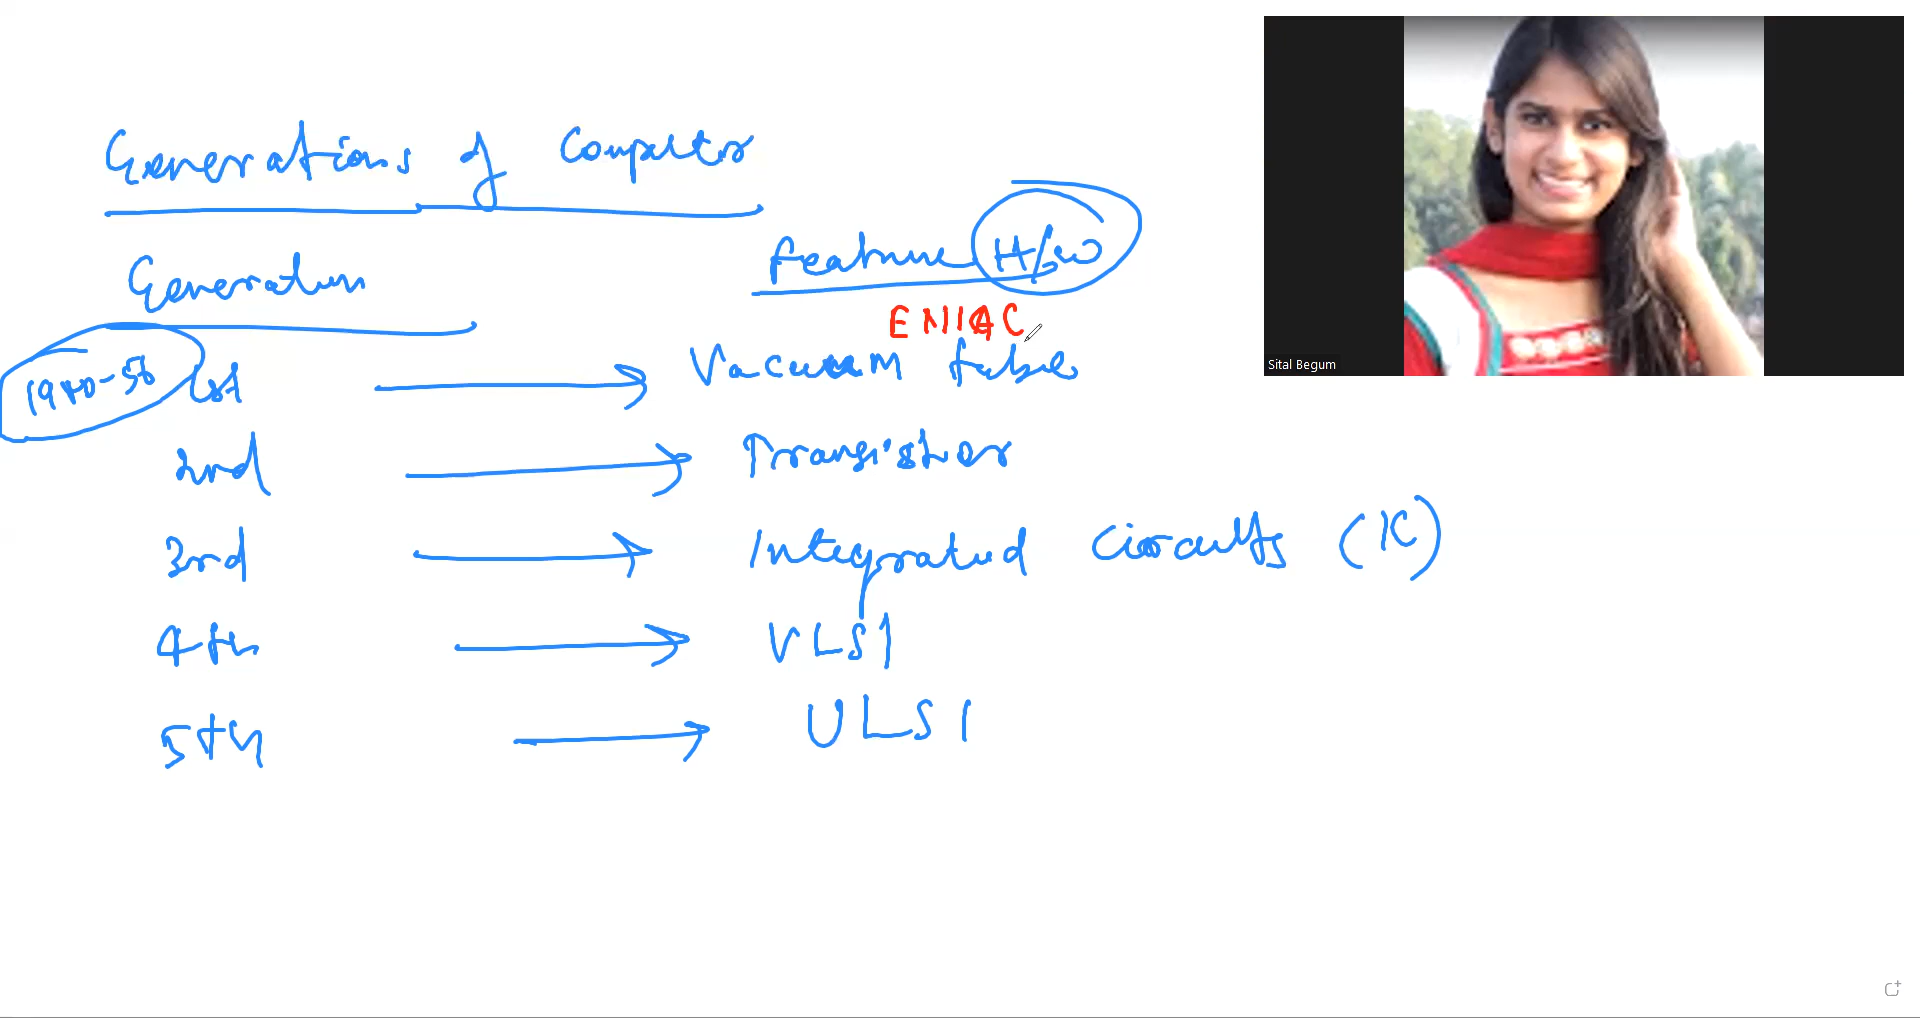 Generations of Computer
Generation
Feature H/w
ENIAC
1940-56 1st → Vacuum tube
2nd → Transistor
3rd → Integrated Circuits (IC)
4th → VLSI
5th → ULSI
Sital Begum